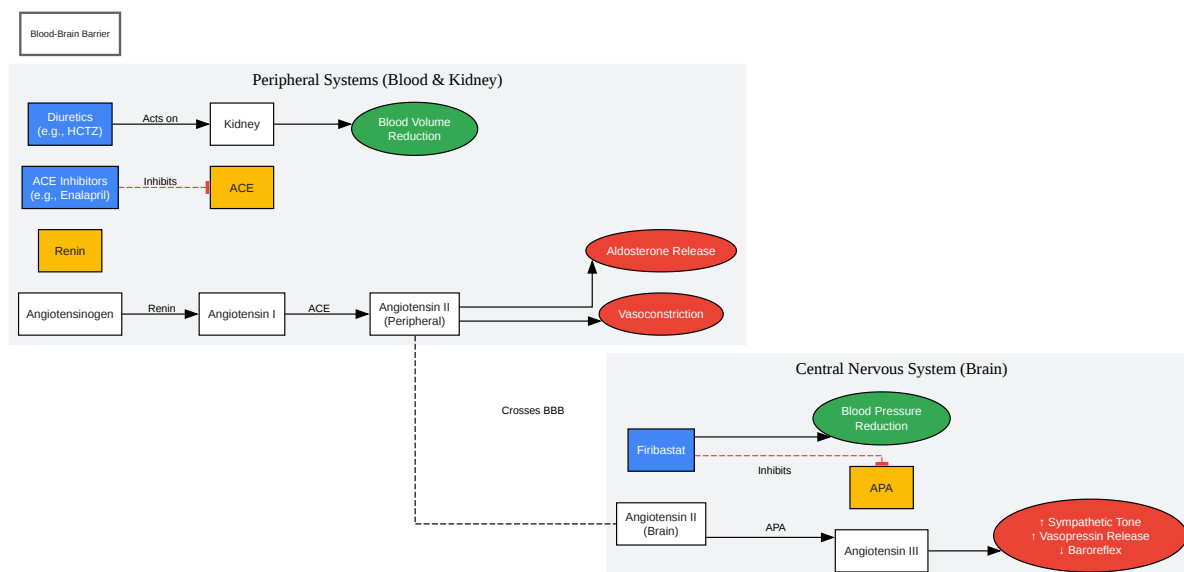 Blood-Brain Barrier
Peripheral Systems (Blood & Kidney)
Diuretics
(e.g., HCTZ)
Acts on
Kidney
Blood Volume
Reduction
ACE Inhibitors
(e.g., Enalapril)
Inhibits
ACE
Renin
Aldosterone Release
Angiotensinogen
Renin
Angiotensin I
ACE
Angiotensin II
(Peripheral)
Vasoconstriction
Crosses BBB
Central Nervous System (Brain)
Blood Pressure
Reduction
Firibastat
Inhibits
APA
Angiotensin II
(Brain)
APA
Angiotensin III
↑ Sympathetic Tone
↑ Vasopressin Release
↓ Baroreflex